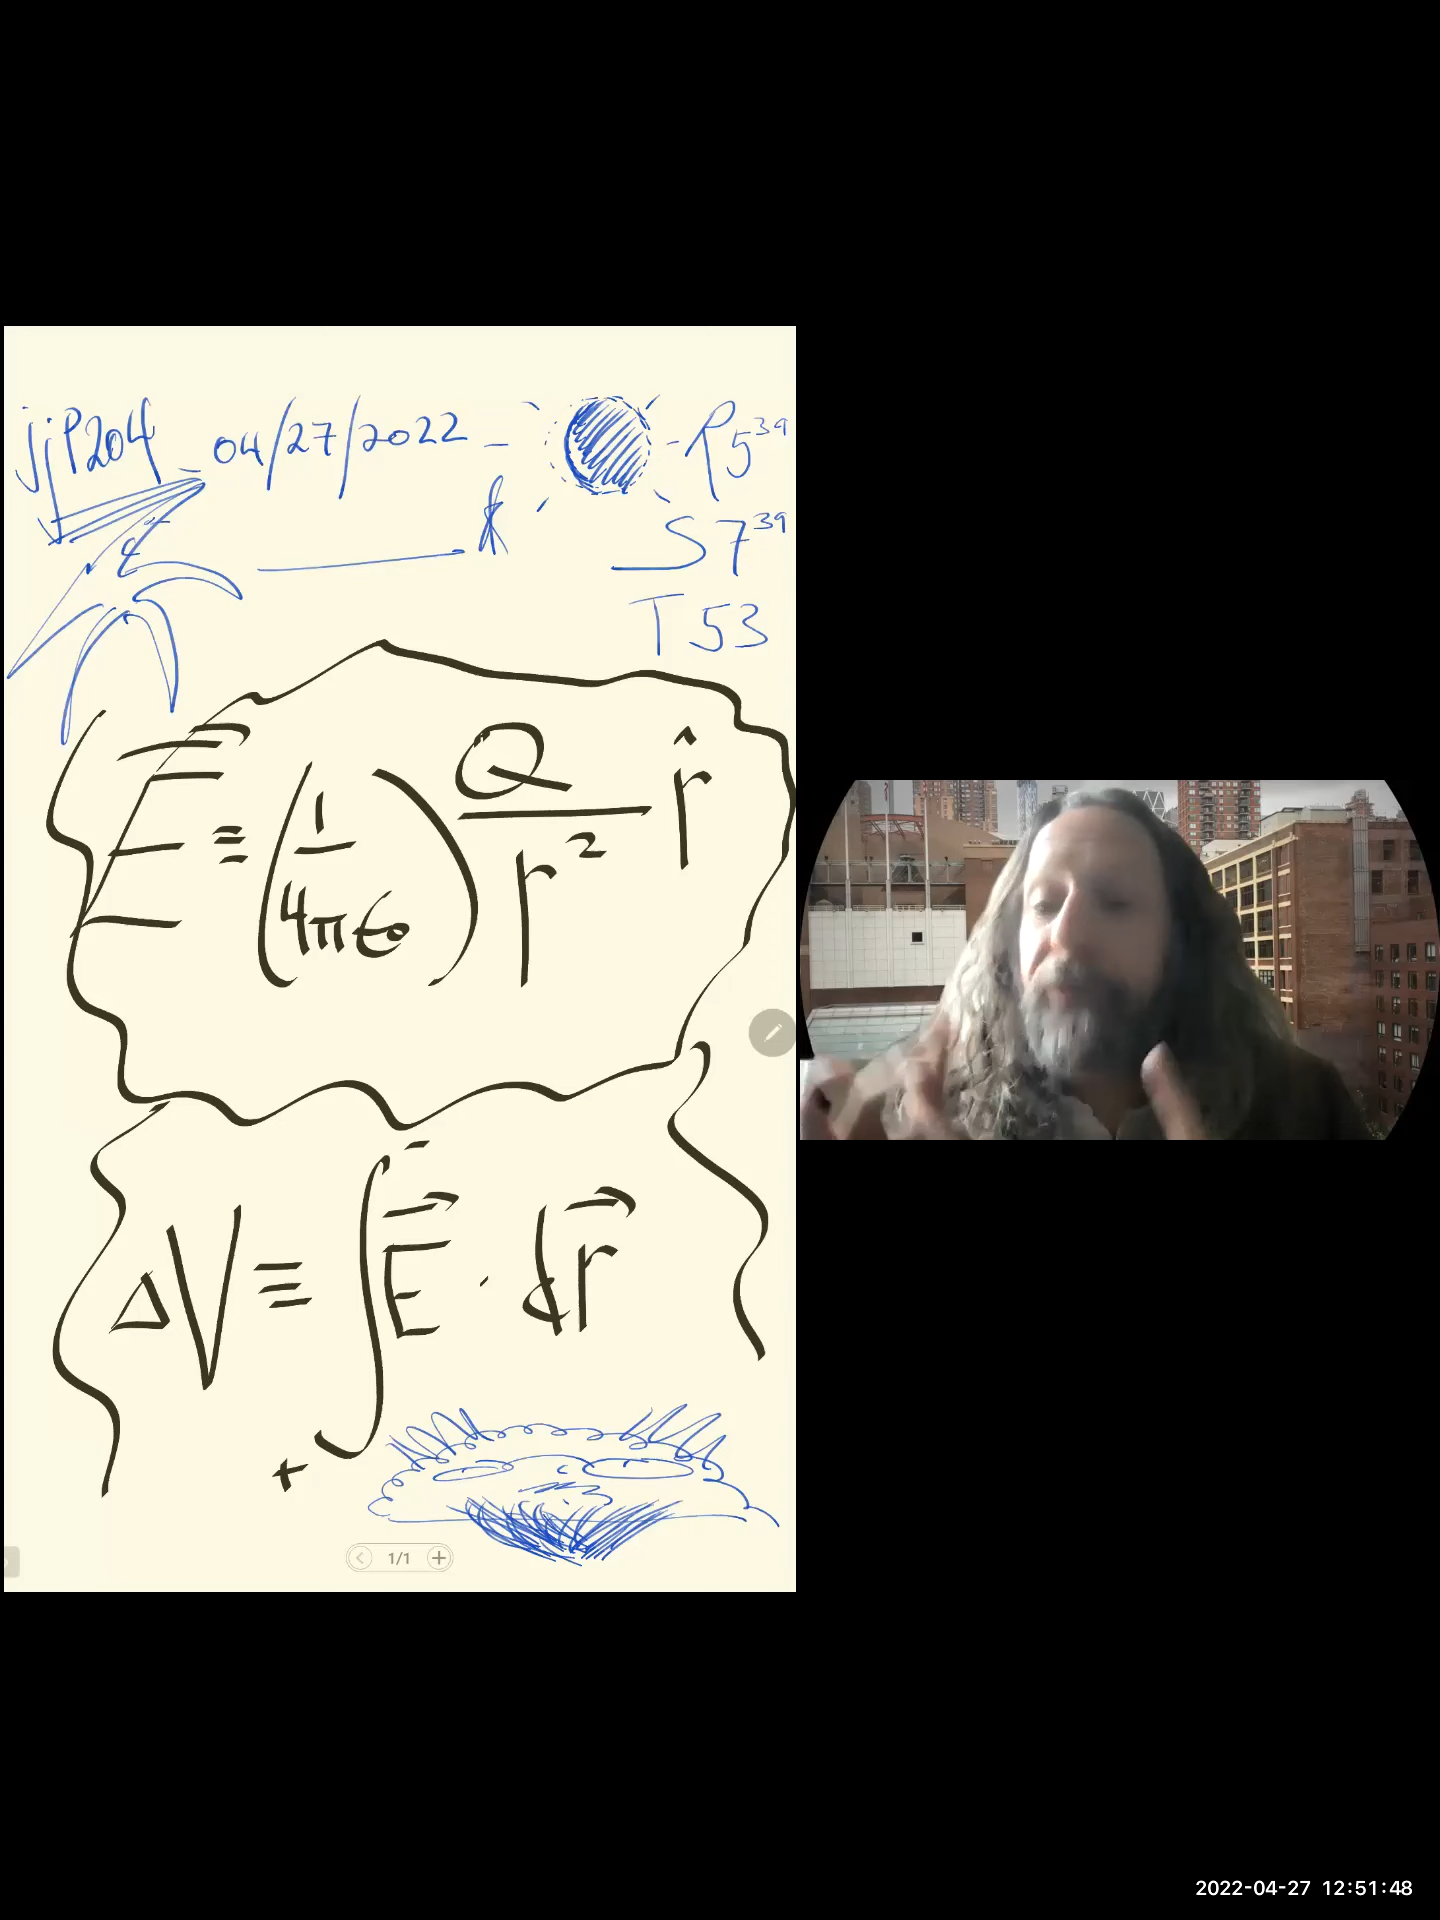 jjP204 - 04/27/2022 - - R5³⁹
S7³⁹
T53
E⃗ ≡ (1/4πϵ₀) Q/r² r̂
ΔV ≡ ∫₊⁻ E⃗ · dr⃗
1/1
2022-04-27 12:51:48